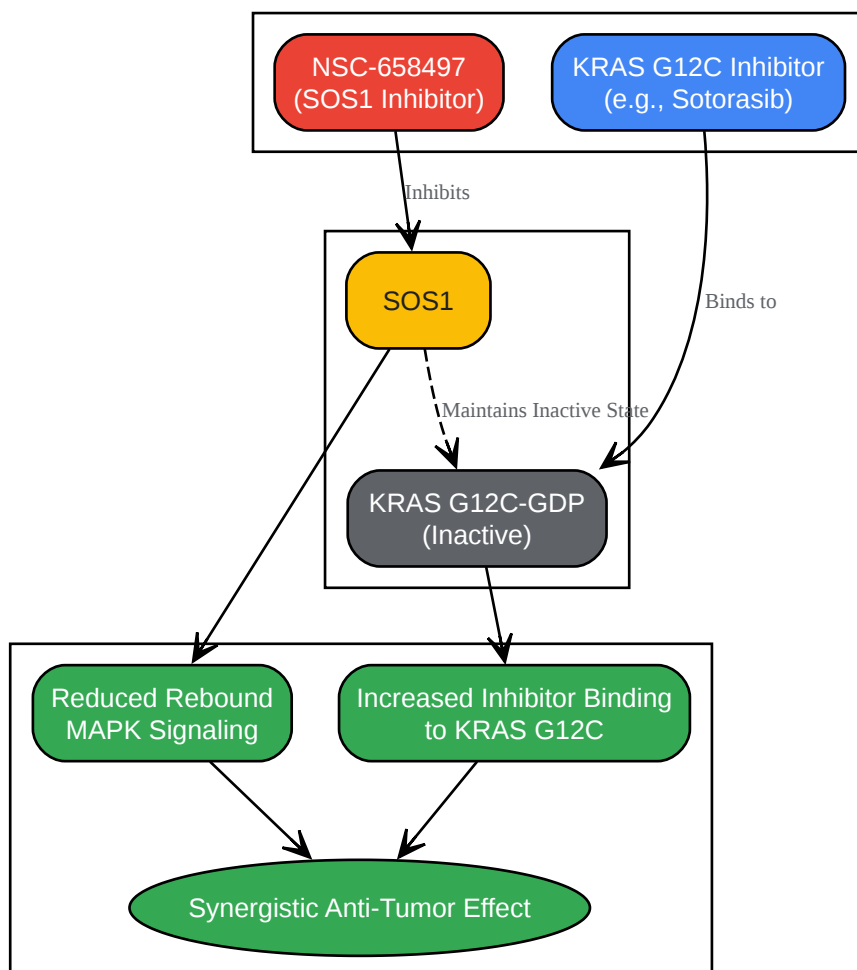 NSC-658497
(SOS1 Inhibitor)
KRAS G12C Inhibitor
(e.g., Sotorasib)
Inhibits
SOS1
Binds to
Maintains Inactive State
KRAS G12C-GDP
(Inactive)
Reduced Rebound
MAPK Signaling
Increased Inhibitor Binding
to KRAS G12C
Synergistic Anti-Tumor Effect